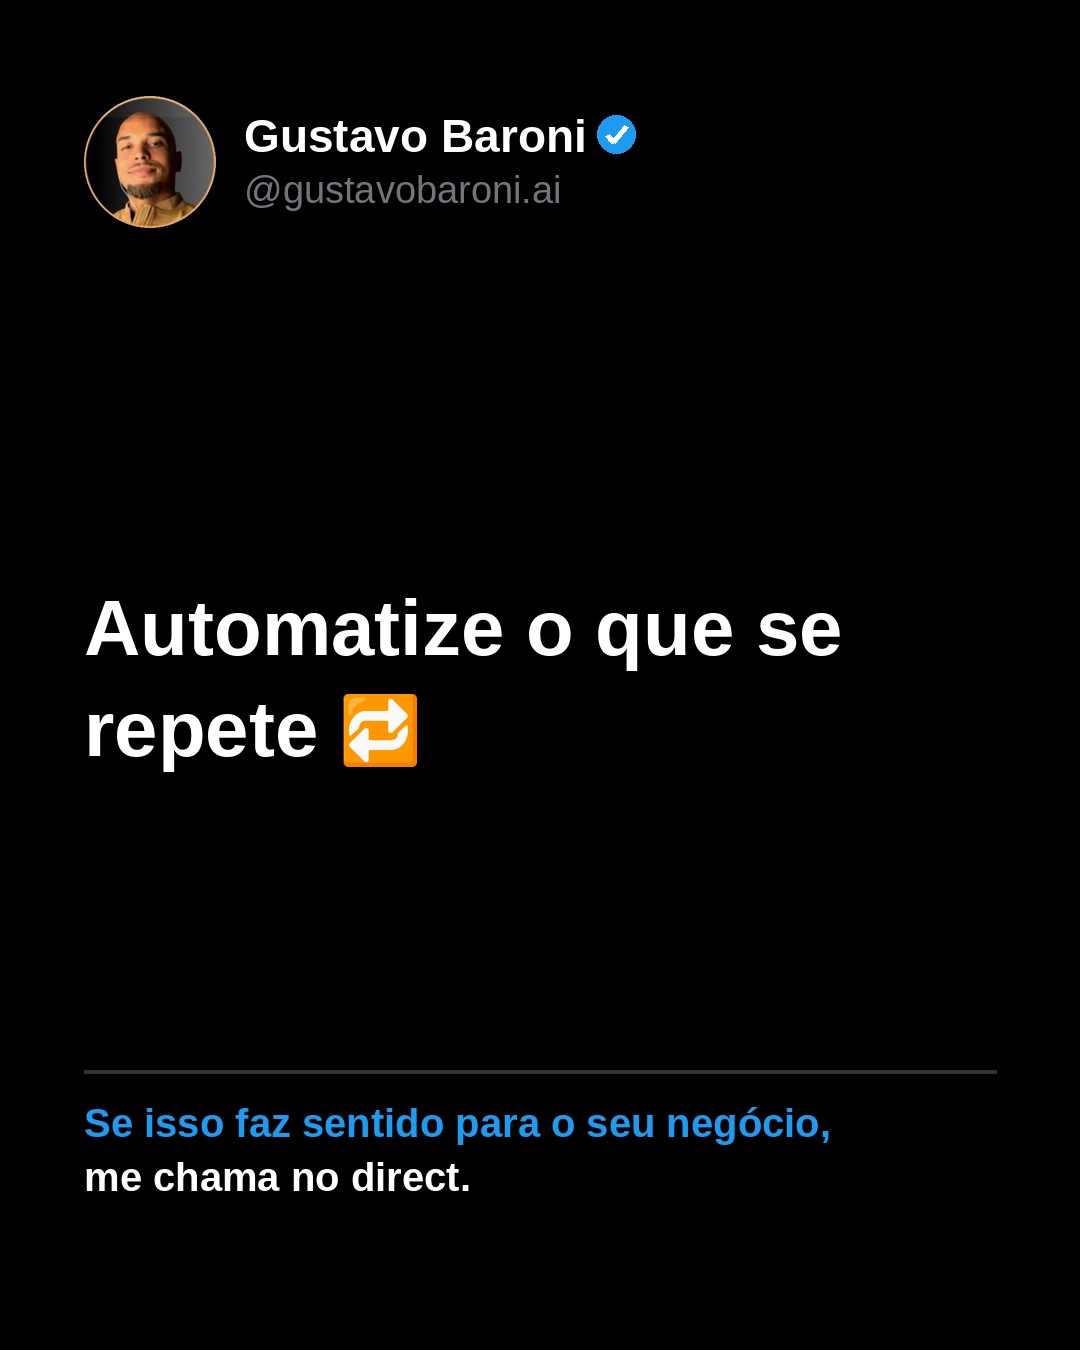 Gustavo Baroni
@gustavobaroni.ai
Automatize o que se
repete 🔁
Se isso faz sentido para o seu negócio,
me chama no direct.